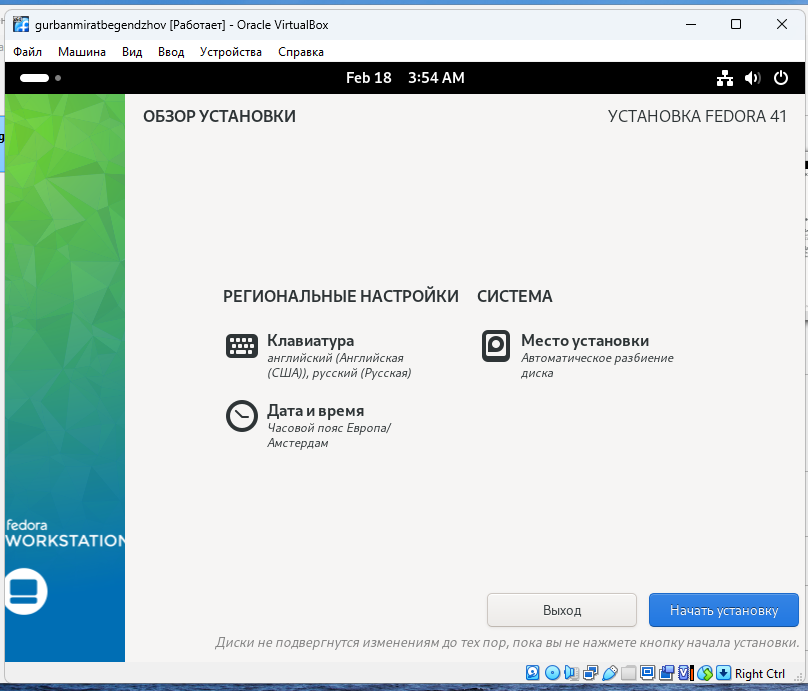 gurbanmiratbegendzhov [Работает] - Oracle VirtualBox
Файл Машина Вид Ввод Устройства Справка
Feb 18 3:54 AM
ОБЗОР УСТАНОВКИ
УСТАНОВКА FEDORA 41
РЕГИОНАЛЬНЫЕ НАСТРОЙКИ
Клавиатура
английский (Английская
(США)), русский (Русская)
Дата и время
Часовой пояс Европа/
Амстердам
СИСТЕМА
Место установки
Автоматическое разбиение
диска
fedora
WORKSTATION
Выход
Начать установку
Диски не подвергнутся изменениям до тех пор, пока вы не нажмете кнопку начала установки.
Right Ctrl